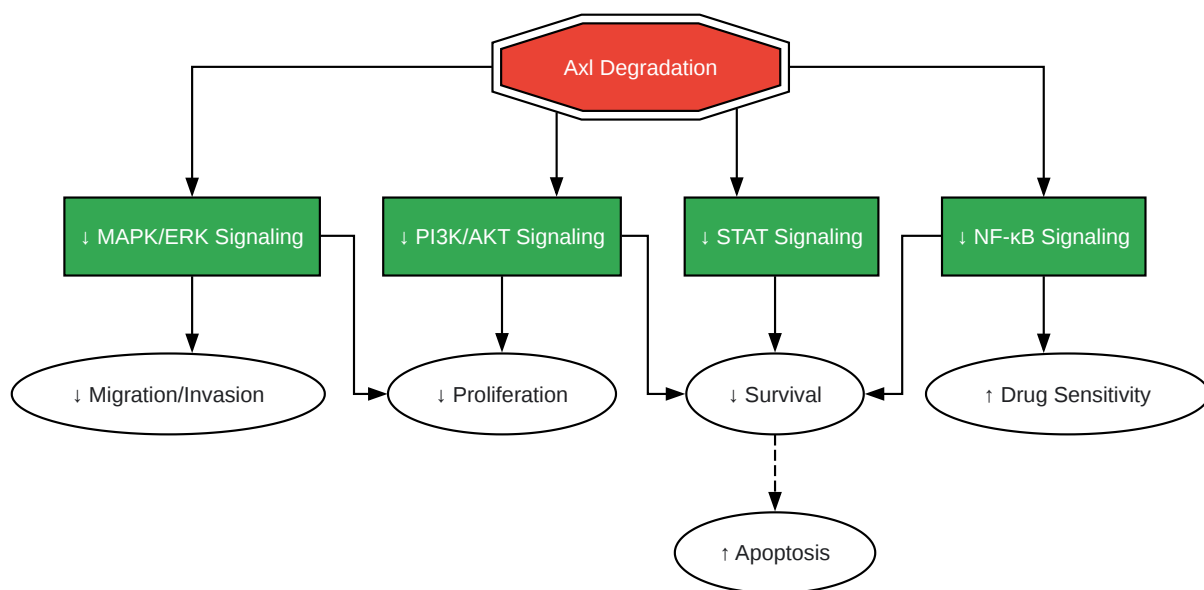 Axl Degradation
↓ MAPK/ERK Signaling
↓ PI3K/AKT Signaling
↓ STAT Signaling
↓ NF-κB Signaling
↓ Migration/Invasion
↓ Proliferation
↓ Survival
↑ Drug Sensitivity
↑ Apoptosis